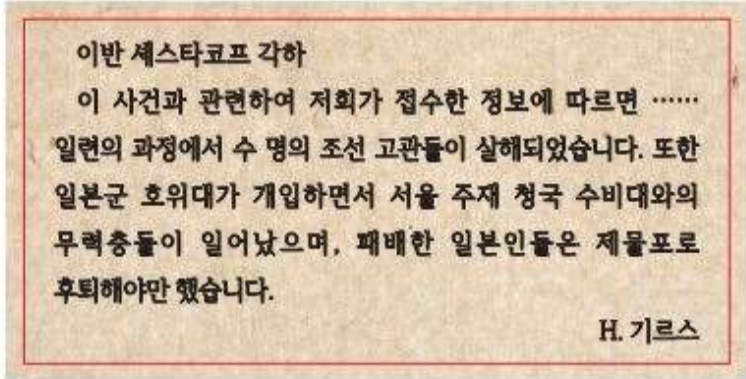 이반 셰스타코프 각하
이 사건과 관련하여 저희가 접수한 정보에 따르면 ……
일련의 과정에서 수 명의 조선 고관들이 살해되었습니다. 또한
일본군 호위대가 개입하면서 서울 주재 청국 수비대와의
무력충돌이 일어났으며, 패배한 일본인들은 제물포로
후퇴해야만 했습니다.
H. 기르스